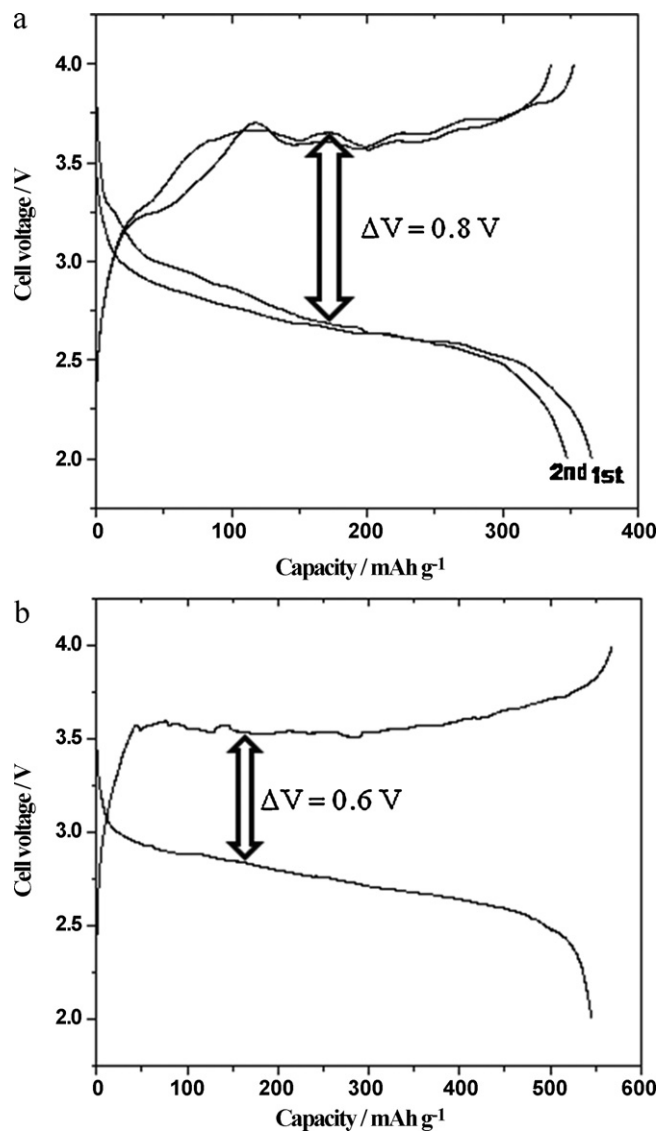 a
4.0
3.5
3.0
2.5
2.0
Cell voltage / V
ΔV = 0.8 V
2nd 1st
0 100 200 300 400
Capacity / mAh g-1
b
4.0
3.5
3.0
2.5
2.0
Cell voltage / V
ΔV = 0.6 V
0 100 200 300 400 500 600
Capacity / mAh g-1